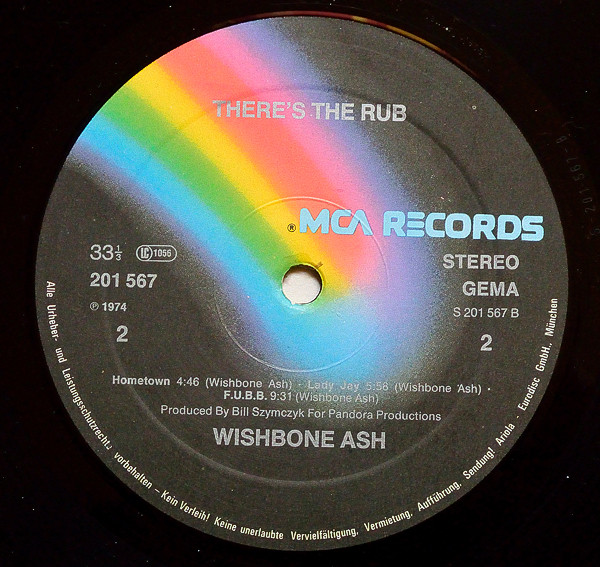 THERE'S THE RUB
® MCA RECORDS
33⅓ LC 1056
STEREO
201 567
GEMA
℗ 1974
S 201 567 B
2
2
Hometown 4:46 (Wishbone Ash) - Lady Jay 5:58 (Wishbone Ash) -
F.U.B.B. 9:31 (Wishbone Ash)
Produced By Bill Szymczyk For Pandora Productions
WISHBONE ASH
Alle Urheber- und Leistungsschutzrechte vorbehalten – Kein Verleih! Keine unerlaubte Vervielfältigung, Vermietung, Aufführung, Sendung! Ariola - Eurodisc GmbH., München
201 567 B